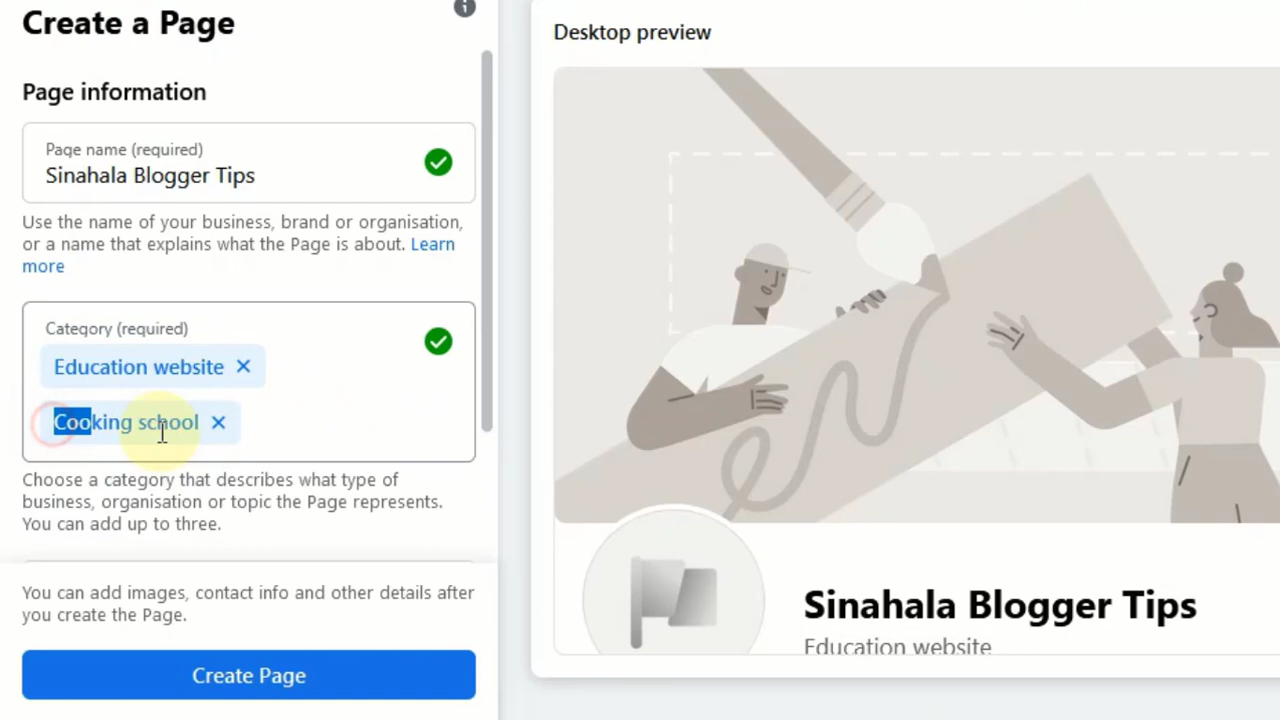 Create a Page
Page information
Page name (required)
Sinahala Blogger Tips
Use the name of your business, brand or organisation,
or a name that explains what the Page is about. Learn
more
Category (required)
Education website
Cooking school
Choose a category that describes what type of
business, organisation or topic the Page represents.
You can add up to three.
You can add images, contact info and other details after
you create the Page.
Create Page
Desktop preview
Sinahala Blogger Tips
Education website